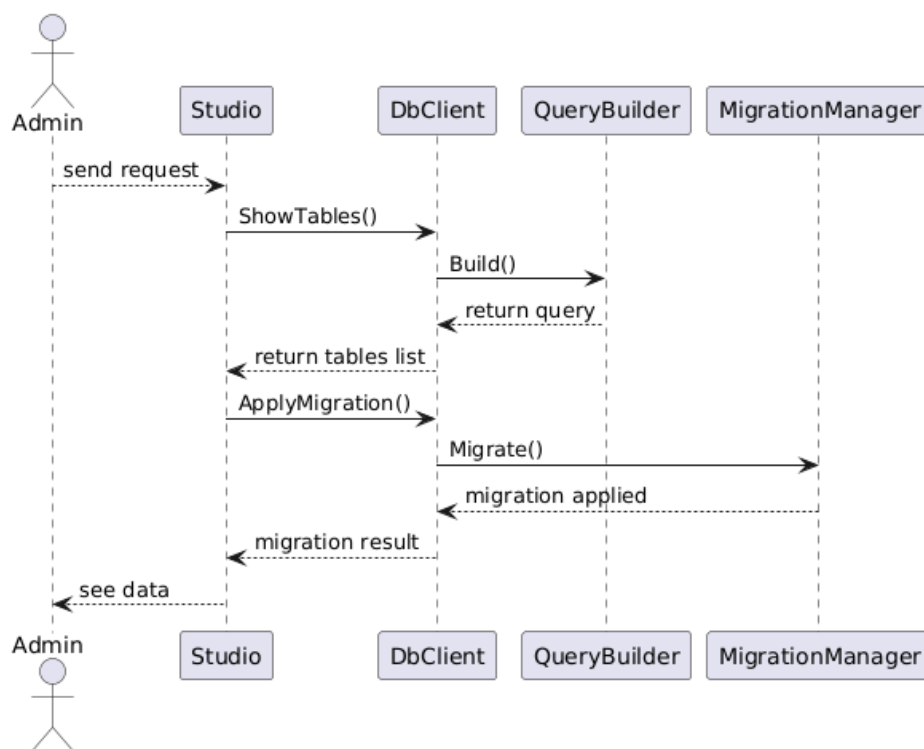 Admin
Studio
DbClient
QueryBuilder
MigrationManager
send request
ShowTables()
Build()
return query
return tables list
ApplyMigration()
Migrate()
migration applied
migration result
see data
Admin
Studio
DbClient
QueryBuilder
MigrationManager